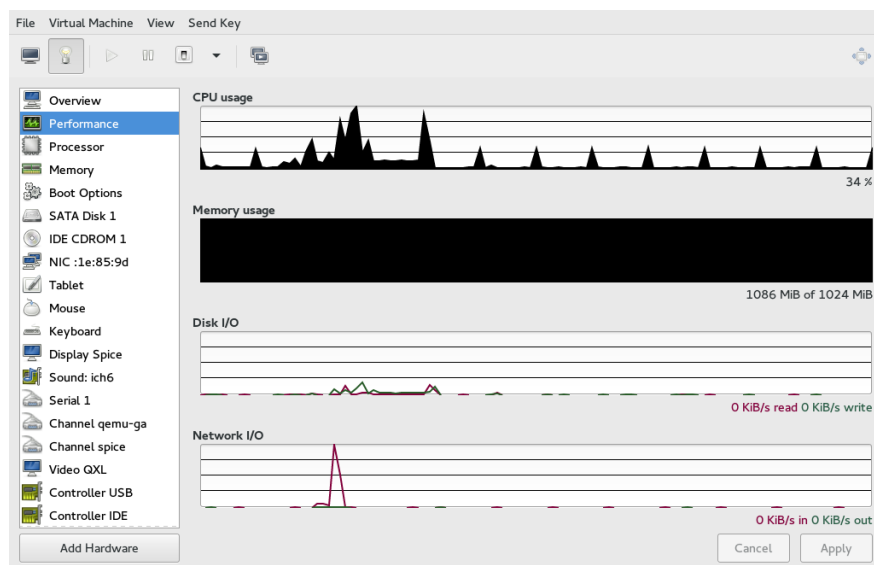 File Virtual Machine View Send Key
Overview
Performance
Processor
Memory
Boot Options
SATA Disk 1
IDE CDROM 1
NIC :1e:85:9d
Tablet
Mouse
Keyboard
Display Spice
Sound: ich6
Serial 1
Channel qemu-ga
Channel spice
Video QXL
Controller USB
Controller IDE
Add Hardware
CPU usage
34 %
Memory usage
1086 MiB of 1024 MiB
Disk I/O
0 KiB/s read 0 KiB/s write
Network I/O
0 KiB/s in 0 KiB/s out
Cancel Apply